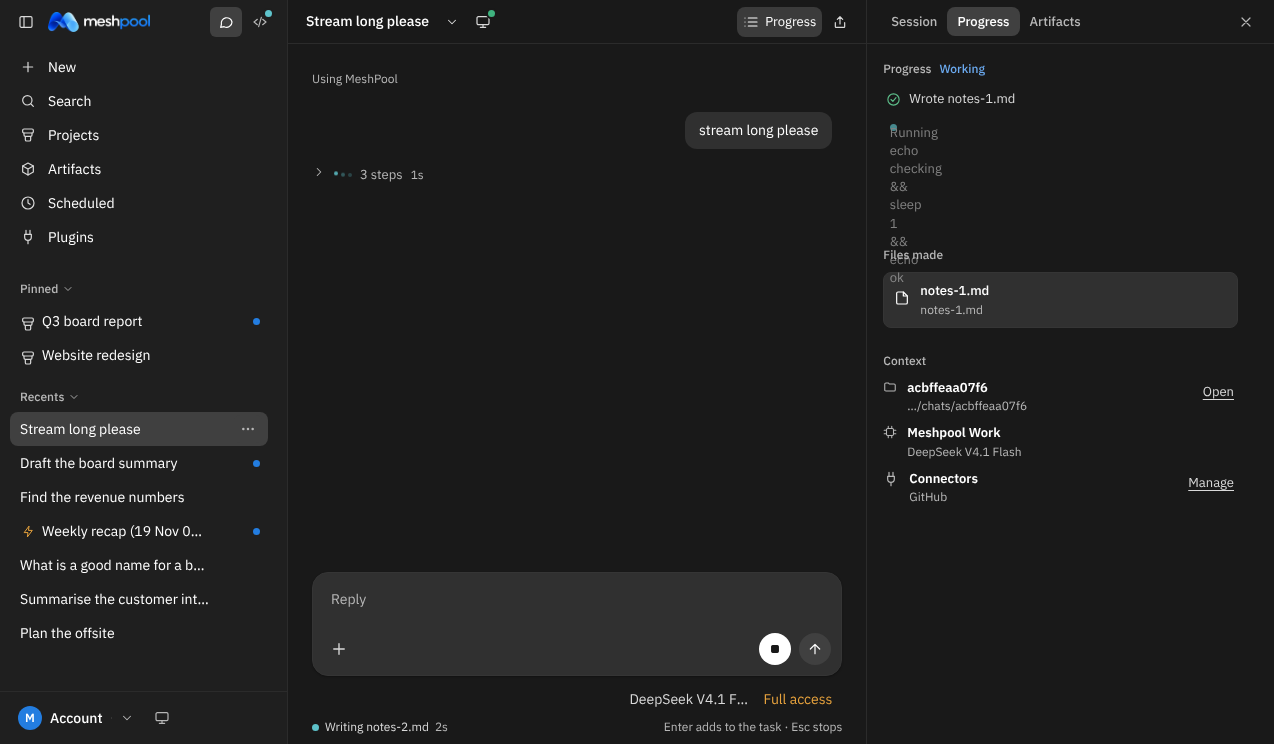 meshpool
New
Search
Projects
Artifacts
Scheduled
Plugins
Pinned
Q3 board report
Website redesign
Recents
Stream long please
Draft the board summary
Find the revenue numbers
Weekly recap (19 Nov 0...
What is a good name for a b...
Summarise the customer int...
Plan the offsite
M Account
Stream long please
Progress
Using MeshPool
stream long please
3 steps 1s
Reply
DeepSeek V4.1 F... Full access
Writing notes-2.md 2s
Enter adds to the task · Esc stops
Session Progress Artifacts
Progress Working
Wrote notes-1.md
Running
echo
checking
&&
sleep
1
&&
echo
ok
Files made
notes-1.md
notes-1.md
Context
acbffeaa07f6
.../chats/acbffeaa07f6
Open
Meshpool Work
DeepSeek V4.1 Flash
Connectors
GitHub
Manage